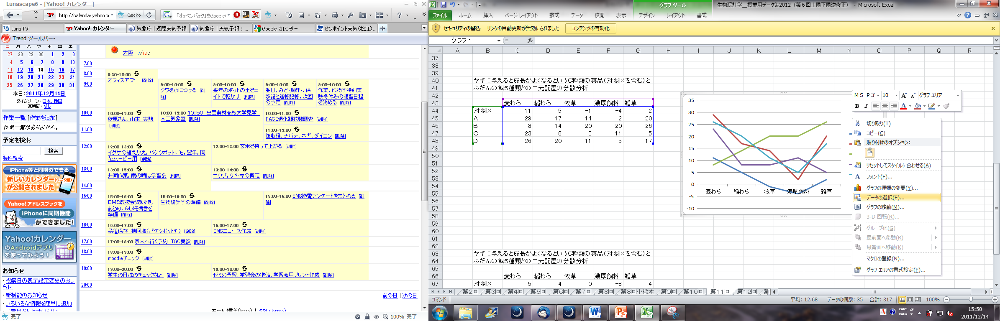 Lunascape6 - [Yahoo! カレンダー]
http://calendar.yahoo.c
Gecko
「オッペンバック」をGoogle
Luna.TV
Yahoo! カレンダー
気象庁 | 週間天気予報
気象庁 | 天気予報 : ...
Google カレンダー
ピンポイント天気(松江)...
Trend ツールバー
日 月 火 水 木 金 土
27 28 29 30 1 2 3
4 5 6 7 8 9 10
11 12 13 14 15 16 17
18 19 20 21 22 23 24
25 26 27 28 29 30 31
本日:2011年12月14日
タイムゾーン: 日本、韓国
夏時間: なし
作業一覧 [作業を追加]
作業一覧はありません。
予定を検索
検索
条件検索
iPhone等と同期のできる
新しいカレンダー(ベータ版)
が公開されました
Yahoo!アドレスブックを
iPhoneに同期機能
ができました!
Yahoo!カレンダー
のAndroidアプリ
を使ってみよう!
お知らせ
・祝祭日の表示設定変更のおし
らせ
・新機能のお知らせ
・いろいろな情報を簡単に追加
大阪 7/12℃
7:00
8:00
8:30-10:00
オフィスアワー [削除]
9:00
9:00-10:00
クワを水につける [削
除]
9:00-10:00
来年のポットの土をコ
イトで乾かす [削除]
9:00-10:00
翌日，みどり眼科，保
険証と通帳記帳，次回
の予定 [削除]
9:00-10:00
作業，作物学特別実
験冬休みの補習日程
を決める [削除]
10:00
10:00-12:00
萩原さん，山本 実験
[削除]
10:00-12:00 10:50 出雲農林高校大学見学
人工気象室 [削除]
10:00-11:00
FACE退化穎花数調査 [削除]
11:00
11:00-12:00
畑収穫，ナバナ，ネギ，ダイコン [削除]
12:00
12:00-13:00
イグサの植えかえ，バケツポットにも，翌年，開
花ムービー用 [削除]
12:00-13:00 玄米を持って上がる [削除]
13:00
13:00-15:00
共同作業，雨の時は学習会 [削除]
13:00-14:00
コウゾ，ケヤキの剪定 [削除]
14:00
15:00
15:00-16:00
EMS教授会資料取り
まとめ，A4メモ書きを
準備 [削除]
15:00-16:00
生物統計学の準備 [削除]
15:00-16:00 EMS節電アンケートをまとめる [削
除]
16:00
16:00-17:00
品種保存 穂回収(バケツポットも) [削除]
16:00-17:00
EMSニュース作成 [削除]
17:00
17:00-18:00 京大へ行く予約 TGC実験 [削除]
18:00
18:00-19:00
moodleチェック [削除]
19:00
19:00-20:00
学生の日誌のチェックなど [削除]
19:00-20:00
ゼミの予習，学習会の準備，学習会用プリント作成 [削除]
20:00
前の日 | 次の日
モード:標準(http) | SSL(https)
完了
100% 完了
グラフ ツール
生物統計学__授業用データ集2012（第６回上限下限逆修正） - Microsoft Excel
ファイル ホーム 挿入 ページ レイアウト 数式 データ 校閲 表示 デザイン レイアウト 書式
セキュリティの警告 リンクの自動更新が無効にされました コンテンツの有効化
グラフ 1
fx
A B C D E F G H I J K L M N O P Q R
37
38
39
40 ヤギに与えると成長がよくなるという５種類の薬品（対照区を含む）と
41 ふだんの餌５種類との二元配置の分散分析
42
43 麦わら 稲わら 牧草 濃厚飼料 雑草
44 対照区 11 5 -1 -4 2
45 A 29 17 14 2 20
46 B 8 14 20 20 26
47 C 23 8 8 11 5
48 D 26 20 11 5 17
49
50
51
52
53
54
55
56
57
58
59
60
61
62
63 ヤギに与えると成長がよくなるという５種類の薬品（対照区を含む）と
64 ふだんの餌５種類との二元配置の分散分析
65
66 麦わら 稲わら 牧草 濃厚飼料 雑草
67 対照区 5 4 0 -8 4
35
30
25
20
15
10
5
0
-5
-10
麦わら 稲わら 牧草 濃厚飼料 雑草
ＭＳ Ｐゴ 10 A A グラフ エリア
B I A
切り取り(T)
コピー(C)
貼り付けのオプション:
リセットしてスタイルに合わせる(A)
フォント(F)...
グラフの種類の変更(Y)...
データの選択(E)...
グラフの移動(M)...
3-D 回転(R)...
グループ化(G)
最前面へ移動(R)
最背面へ移動(K)
マクロの登録(N)...
グラフ エリアの書式設定(F)...
第2回 第3回 第4回 第5回 第6回 第7回 第8回 第8回小標本 第9回 第10回 第11回 第12回
コマンド
平均: 12.68 データの個数: 35 合計: 317 100%
A CAPS KANA
15:50
2011/12/14